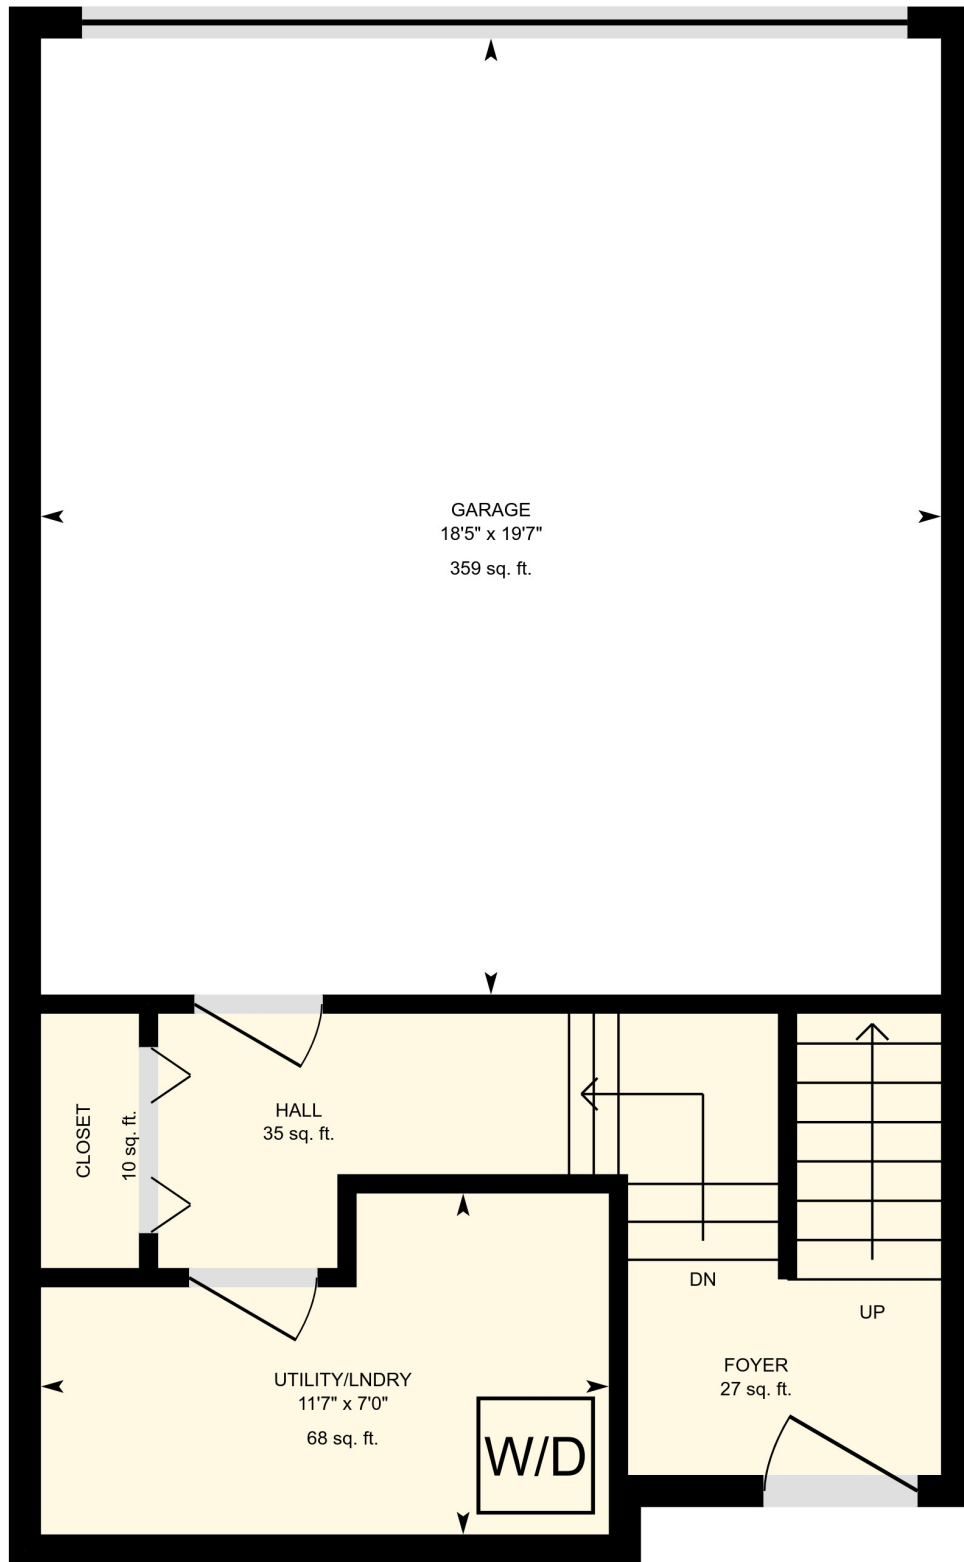 GARAGE
18'5" x 19'7"
359 sq. ft.
HALL
35 sq. ft.
CLOSET
10 sq. ft.
DN
UP
FOYER
27 sq. ft.
UTILITY/LNDRY
11'7" x 7'0"
68 sq. ft.
W/D